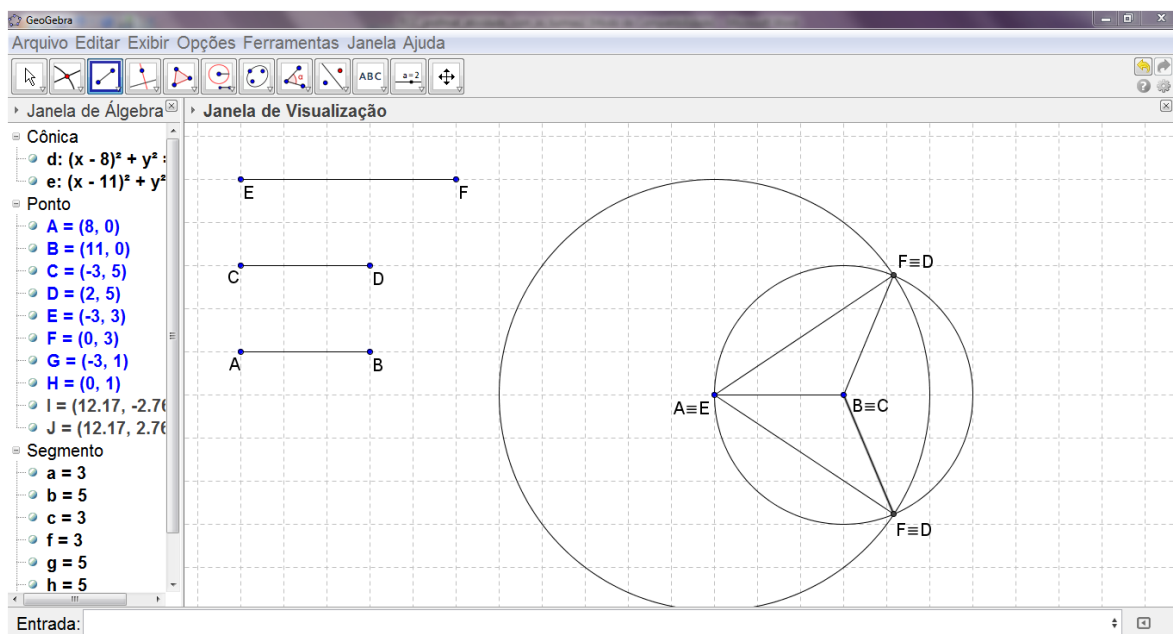 GeoGebra
Arquivo Editar Exibir Opções Ferramentas Janela Ajuda
ABC
a=2
Janela de Álgebra
Janela de Visualização
Cônica
d: (x - 8)² + y²
e: (x - 11)² + y²
Ponto
A = (8, 0)
B = (11, 0)
C = (-3, 5)
D = (2, 5)
E = (-3, 3)
F = (0, 3)
G = (-3, 1)
H = (0, 1)
I = (12.17, -2.76
J = (12.17, 2.76
Segmento
a = 3
b = 5
c = 3
f = 3
g = 5
h = 5
E F
C D
A B
F≡D
A≡E B≡C
F≡D
Entrada: